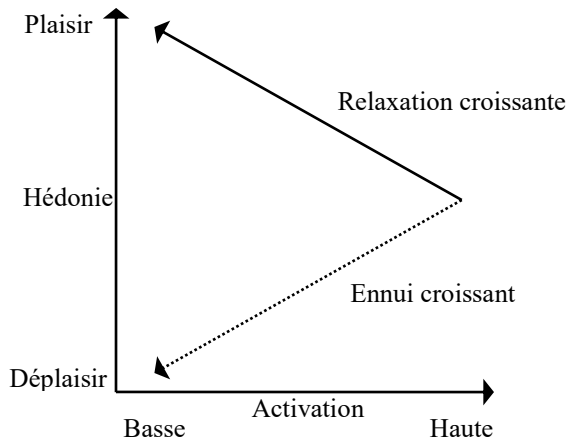 Plaisir
Relaxation croissante
Hédonie
Ennui croissant
Déplaisir
Activation
Basse
Haute